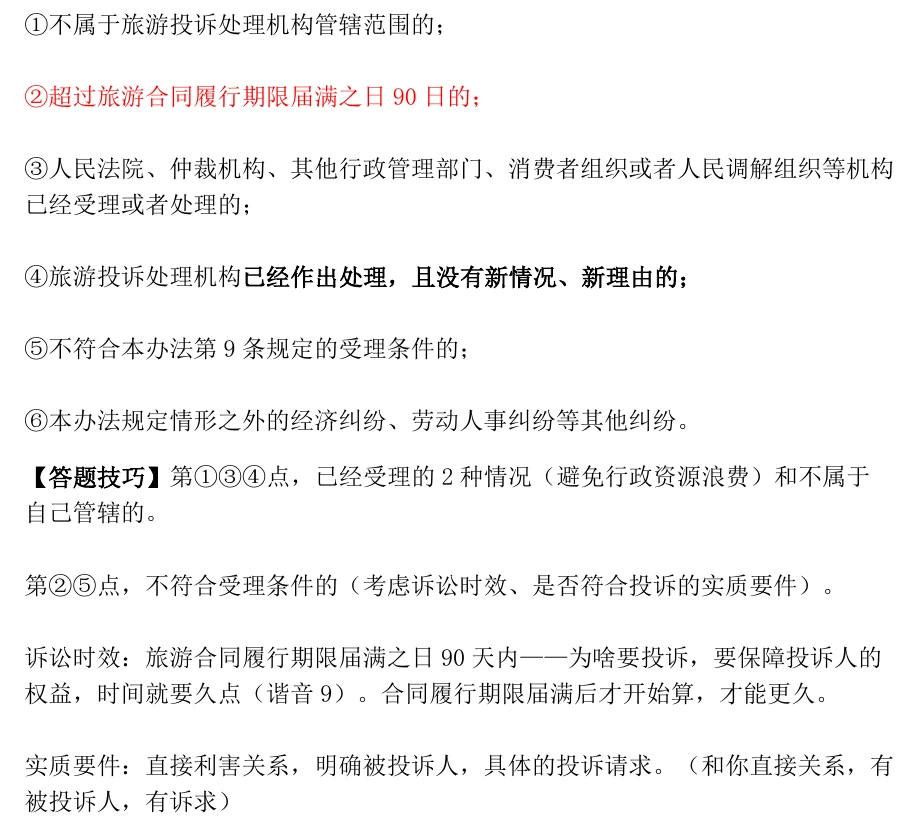 ①不属于旅游投诉处理机构管辖范围的；
②超过旅游合同履行期限届满之日 90 日的；
③人民法院、仲裁机构、其他行政管理部门、消费者组织或者人民调解组织等机构
已经受理或者处理的；
④旅游投诉处理机构已经作出处理，且没有新情况、新理由的；
⑤不符合本办法第 9 条规定的受理条件的；
⑥本办法规定情形之外的经济纠纷、劳动人事纠纷等其他纠纷。
【答题技巧】第①③④点，已经受理的 2 种情况（避免行政资源浪费）和不属于
自己管辖的。
第②⑤点，不符合受理条件的（考虑诉讼时效、是否符合投诉的实质要件）。
诉讼时效：旅游合同履行期限届满之日 90 天内——为啥要投诉，要保障投诉人的
权益，时间就要久点（谐音 9）。合同履行期限届满后才开始算，才能更久。
实质要件：直接利害关系，明确被投诉人，具体的投诉请求。（和你直接关系，有
被投诉人，有诉求）